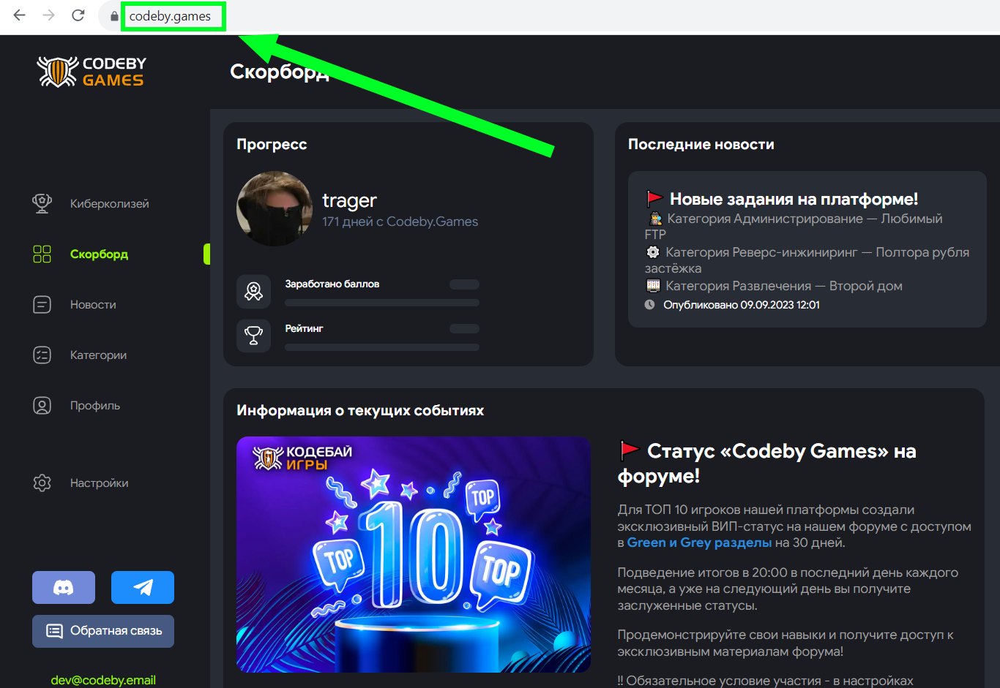 codeby.games
CODEBY
GAMES
Скорборд
Киберколизей
Скорборд
Новости
Категории
Профиль
Настройки
Обратная связь
dev@codeby.email
Прогресс
trager
171 дней с Codeby.Games
Заработано баллов
Рейтинг
Последние новости
Новые задания на платформе!
Категория Администрирование — Любимый
FTP
Категория Реверс-инжиниринг — Полтора рубля
застёжка
Категория Развлечения — Второй дом
Опубликовано 09.09.2023 12:01
Информация о текущих событиях
КОДЕБАЙ
ИГРЫ
TOP
10
TOP
TOP
Статус «Codeby Games» на
форуме!
Для ТОП 10 игроков нашей платформы создали
эксклюзивный ВИП-статус на нашем форуме с доступом
в Green и Grey разделы на 30 дней.
Подведение итогов в 20:00 в последний день каждого
месяца, а уже на следующий день вы получите
заслуженные статусы.
Продемонстрируйте свои навыки и получите доступ к
эксклюзивным материалам форума!
!! Обязательное условие участия - в настройках